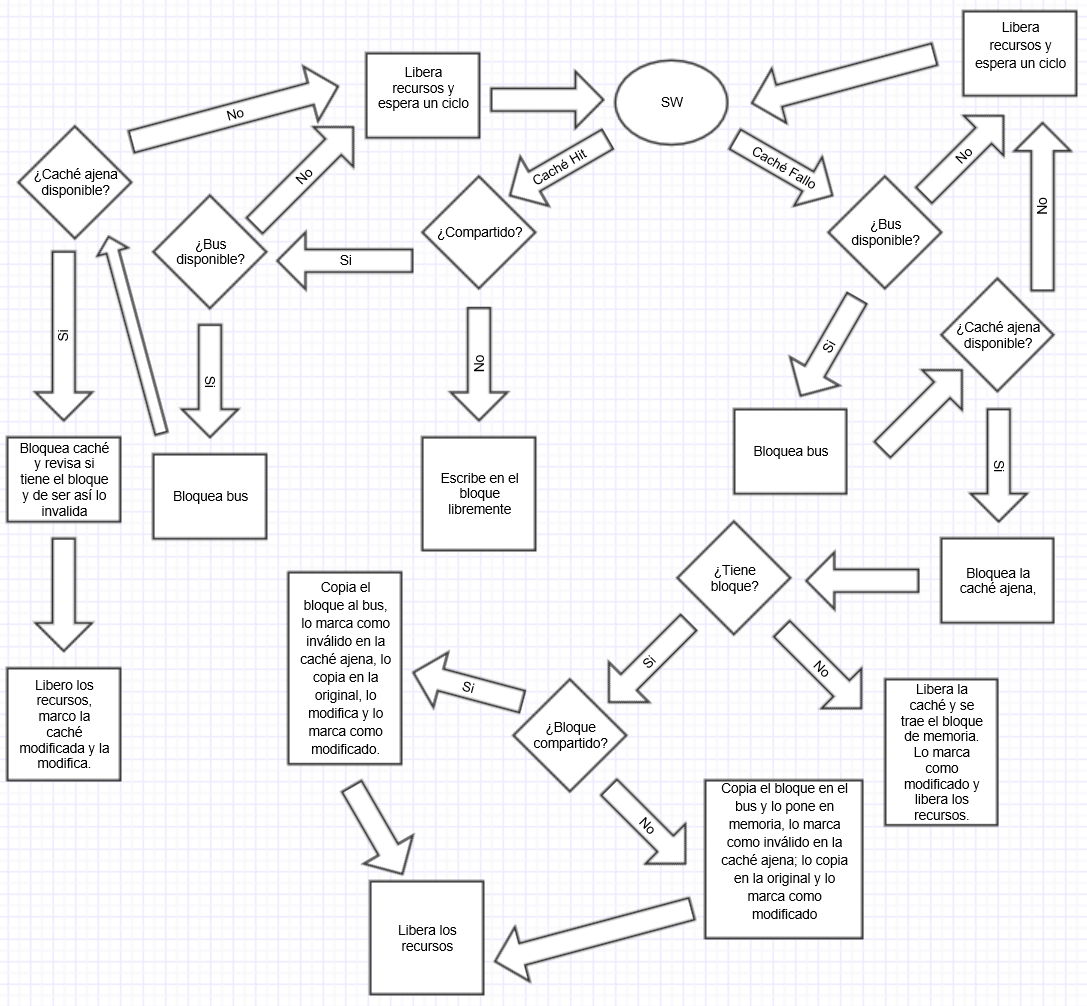 Libera
recursos y
espera un ciclo
Libera
recursos y
espera un ciclo
SW
No
Caché Hit
Caché Fallo
No
No
No
¿Caché ajena
disponible?
¿Bus
disponible?
Si
¿Compartido?
¿Bus
disponible?
¿Caché ajena
disponible?
Si
Si
No
Si
Si
Bloquea caché
y revisa si
tiene el bloque
y de ser así lo
invalida
Bloquea bus
Escribe en el
bloque
libremente
Bloquea bus
¿Tiene
bloque?
Bloquea la
caché ajena,
Copia el
bloque al bus,
lo marca como
inválido en la
caché ajena, lo
copia en la
original, lo
modifica y lo
marca como
modificado.
Si
No
Si
Libero los
recursos,
marco la
caché
modificada y la
modifica.
¿Bloque
compartido?
Libera la
caché y se
trae el bloque
de memoria.
Lo marca
como
modificado y
libera los
recursos.
No
Copia el bloque en el
bus y lo pone en
memoria, lo marca
como inválido en la
caché ajena; lo copia
en la original y lo
marca como
modificado
Libera los
recursos